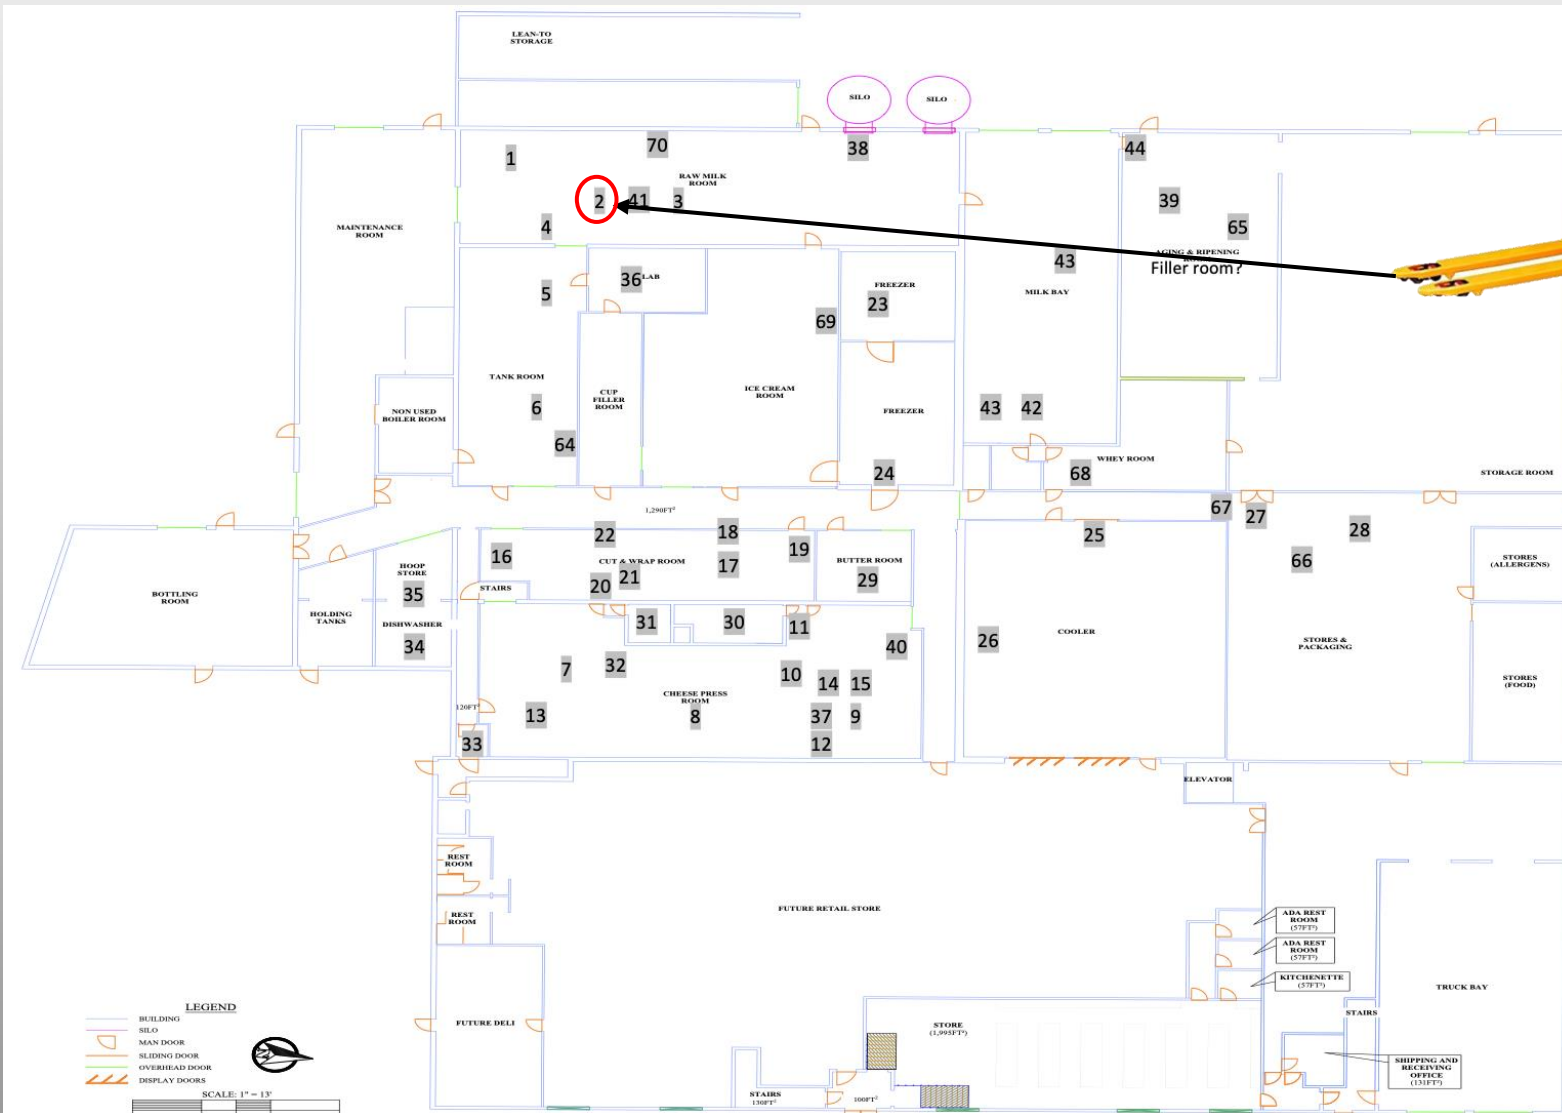 LEAN-TO
STORAGE
SILO
SILO
70
38
44
1
RAW MILK
ROOM
2
41
3
39
4
65
MAINTENANCE
ROOM
AGING & RIPENING
Filler room?
43
MILK BAY
36
LAB
5
FREEZER
23
69
TANK ROOM
ICE CREAM
ROOM
CUP
FILLER
ROOM
6
NON USED
BOILER ROOM
FREEZER
43
42
64
24
WHEY ROOM
68
STORAGE ROOM
1,290FT²
67
27
28
22
18
19
25
16
CUT & WRAP ROOM
17
BUTTER ROOM
29
20
21
66
STORES
(ALLERGENS)
STAIRS
HOOP
STORE
35
BOTTLING
ROOM
HOLDING
TANKS
DISHWASHER
34
31
30
11
40
26
COOLER
STORES &
PACKAGING
7
32
10
14
15
STORES
(FOOD)
CHEESE PRESS
ROOM
13
8
37
9
120FT²
33
12
ELEVATOR
REST
ROOM
REST
ROOM
FUTURE RETAIL STORE
ADA REST
ROOM
(57FT²)
ADA REST
ROOM
(57FT²)
KITCHENETTE
(57FT²)
TRUCK BAY
STAIRS
FUTURE DELI
STORE
(1,995FT²)
SHIPPING AND
RECEIVING
OFFICE
(131FT²)
STAIRS
130FT²
100FT²
LEGEND
BUILDING
SILO
MAN DOOR
SLIDING DOOR
OVERHEAD DOOR
DISPLAY DOORS
N
SCALE: 1" = 13'